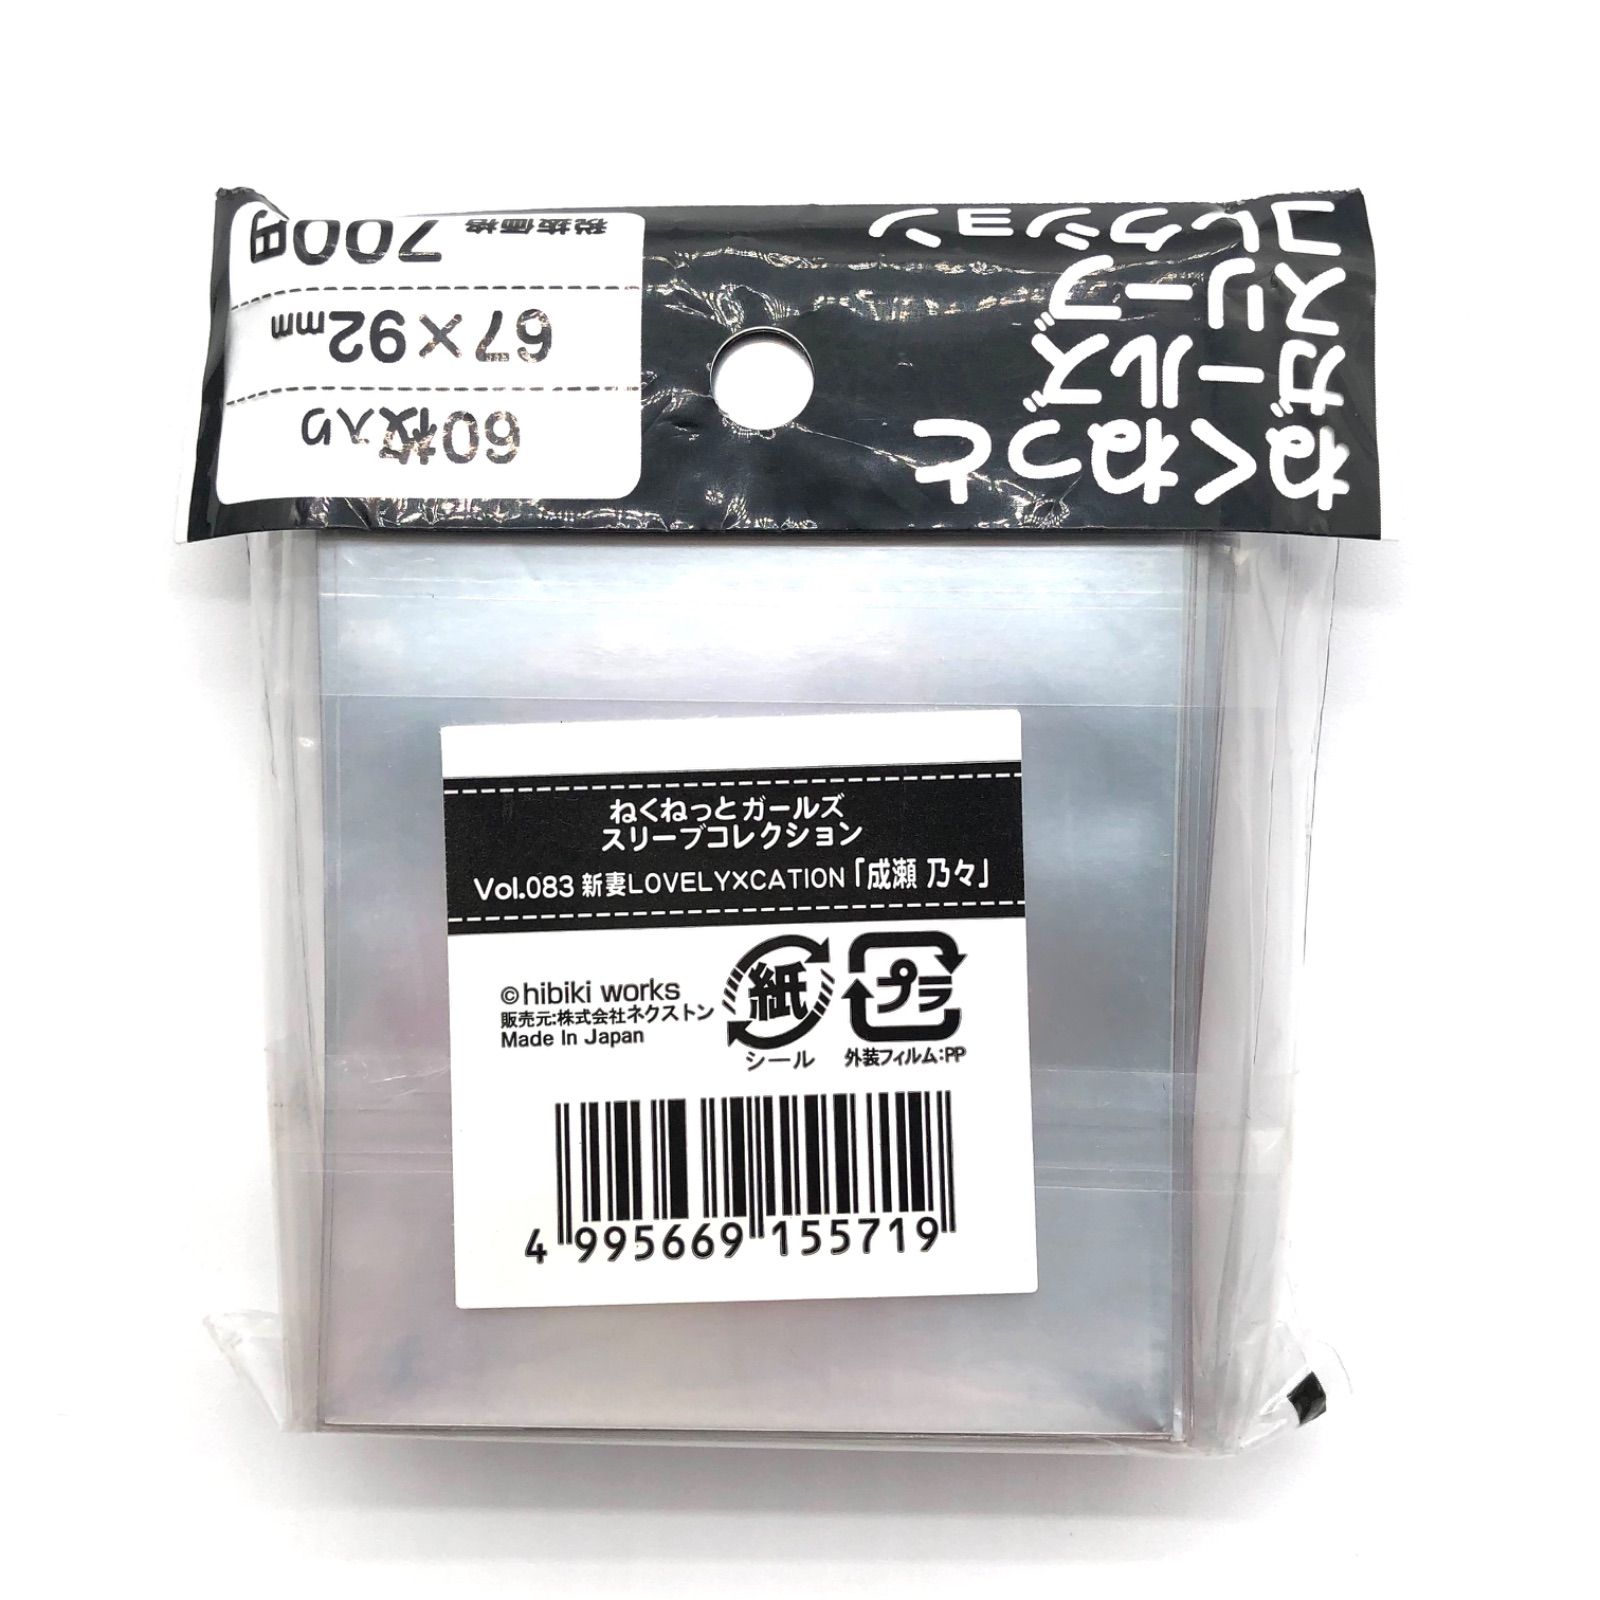 税抜価格 700円
67×92mm
60枚入り
ねくねっと
ガールズ
スリーブ
コレクション
ねくねっとガールズ
スリーブコレクション
Vol.083 新妻LOVELY×CATION「成瀬 乃々」
©hibiki works
販売元:株式会社ネクストン
Made In Japan
紙
シール
プラ
外装フィルム:PP
4 995669 155719